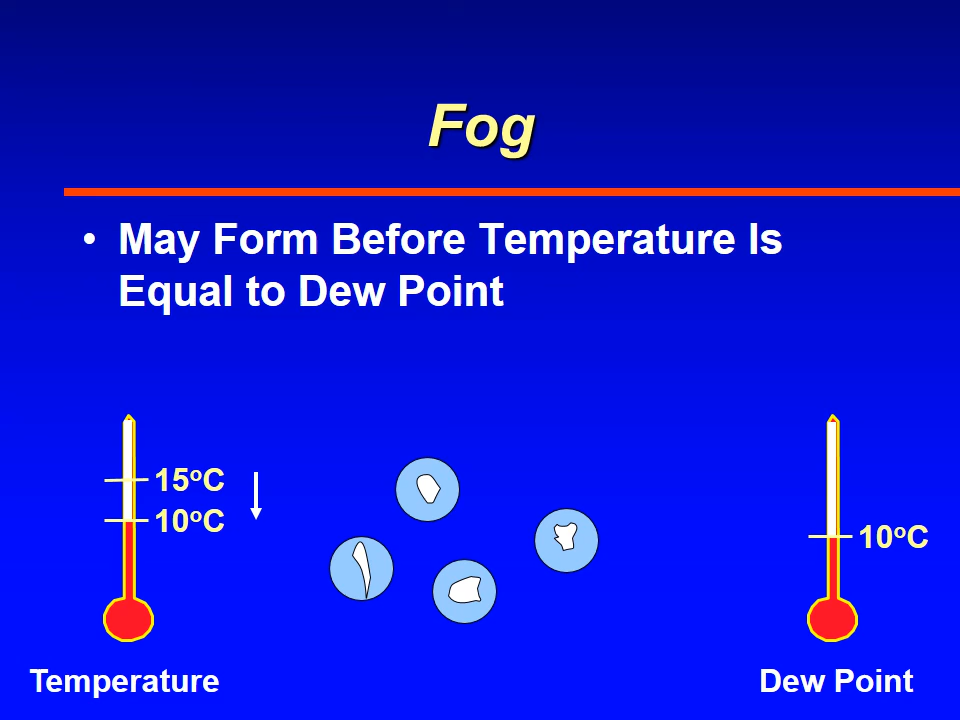 Fog
• May Form Before Temperature Is
Equal to Dew Point
15°C
10°C
10°C
Temperature
Dew Point